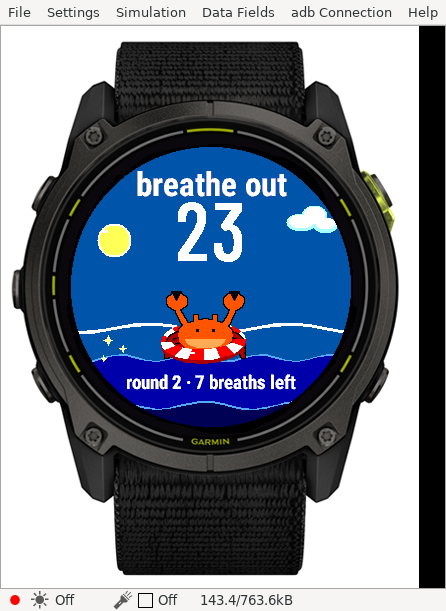 File Settings Simulation Data Fields adb Connection Help
breathe out
23
round 2 · 7 breaths left
GARMIN
Off Off 143.4/763.6kB